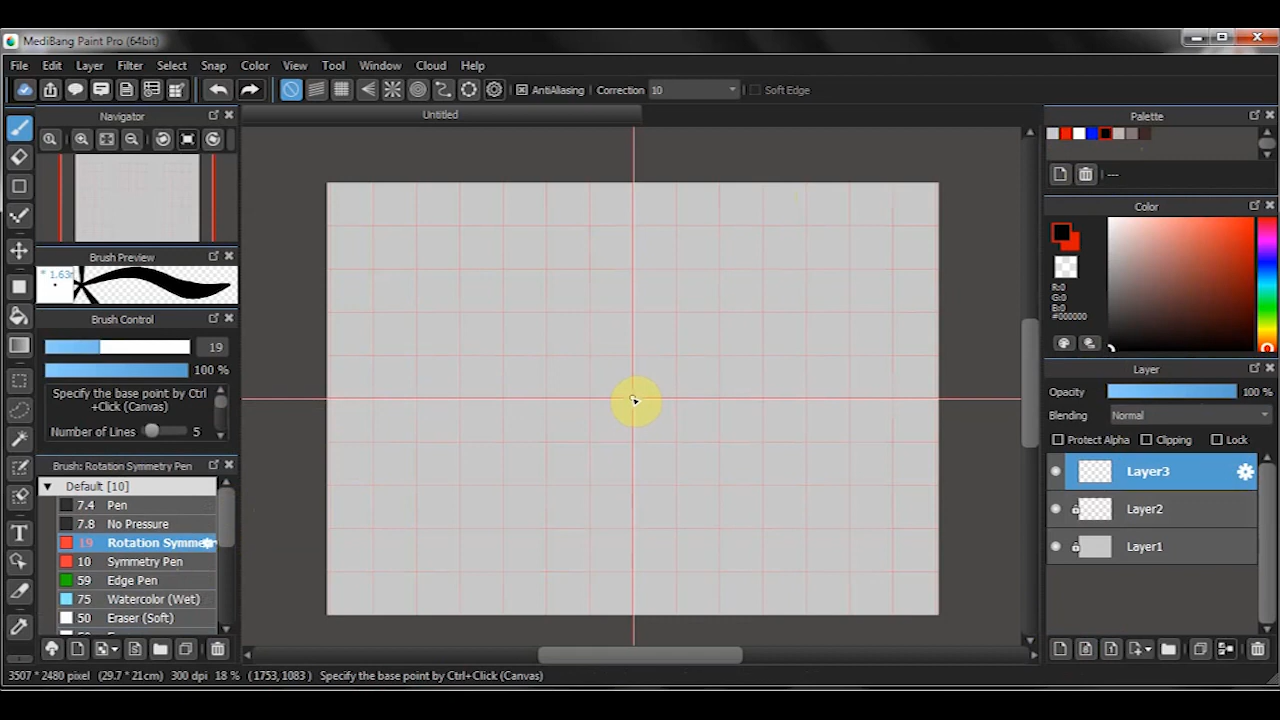 MediBang Paint Pro (64bit)
File Edit Layer Filter Select Snap Color View Tool Window Cloud Help
AntiAliasing Correction 10 Soft Edge
Navigator
Untitled
Palette
---
Color
R:0
G:0
B:0
#000000
Brush Preview
* 1.63
Brush Control
19
100 %
Specify the base point by Ctrl
+Click (Canvas)
Number of Lines 5
Brush: Rotation Symmetry Pen
Default [10]
7.4 Pen
7.8 No Pressure
19 Rotation Symme
10 Symmetry Pen
59 Edge Pen
75 Watercolor (Wet)
50 Eraser (Soft)
Layer
Opacity 100 %
Blending Normal
Protect Alpha Clipping Lock
Layer3
Layer2
Layer1
3507 * 2480 pixel (29.7 * 21cm) 300 dpi 18 % (1753, 1083) Specify the base point by Ctrl+Click (Canvas)